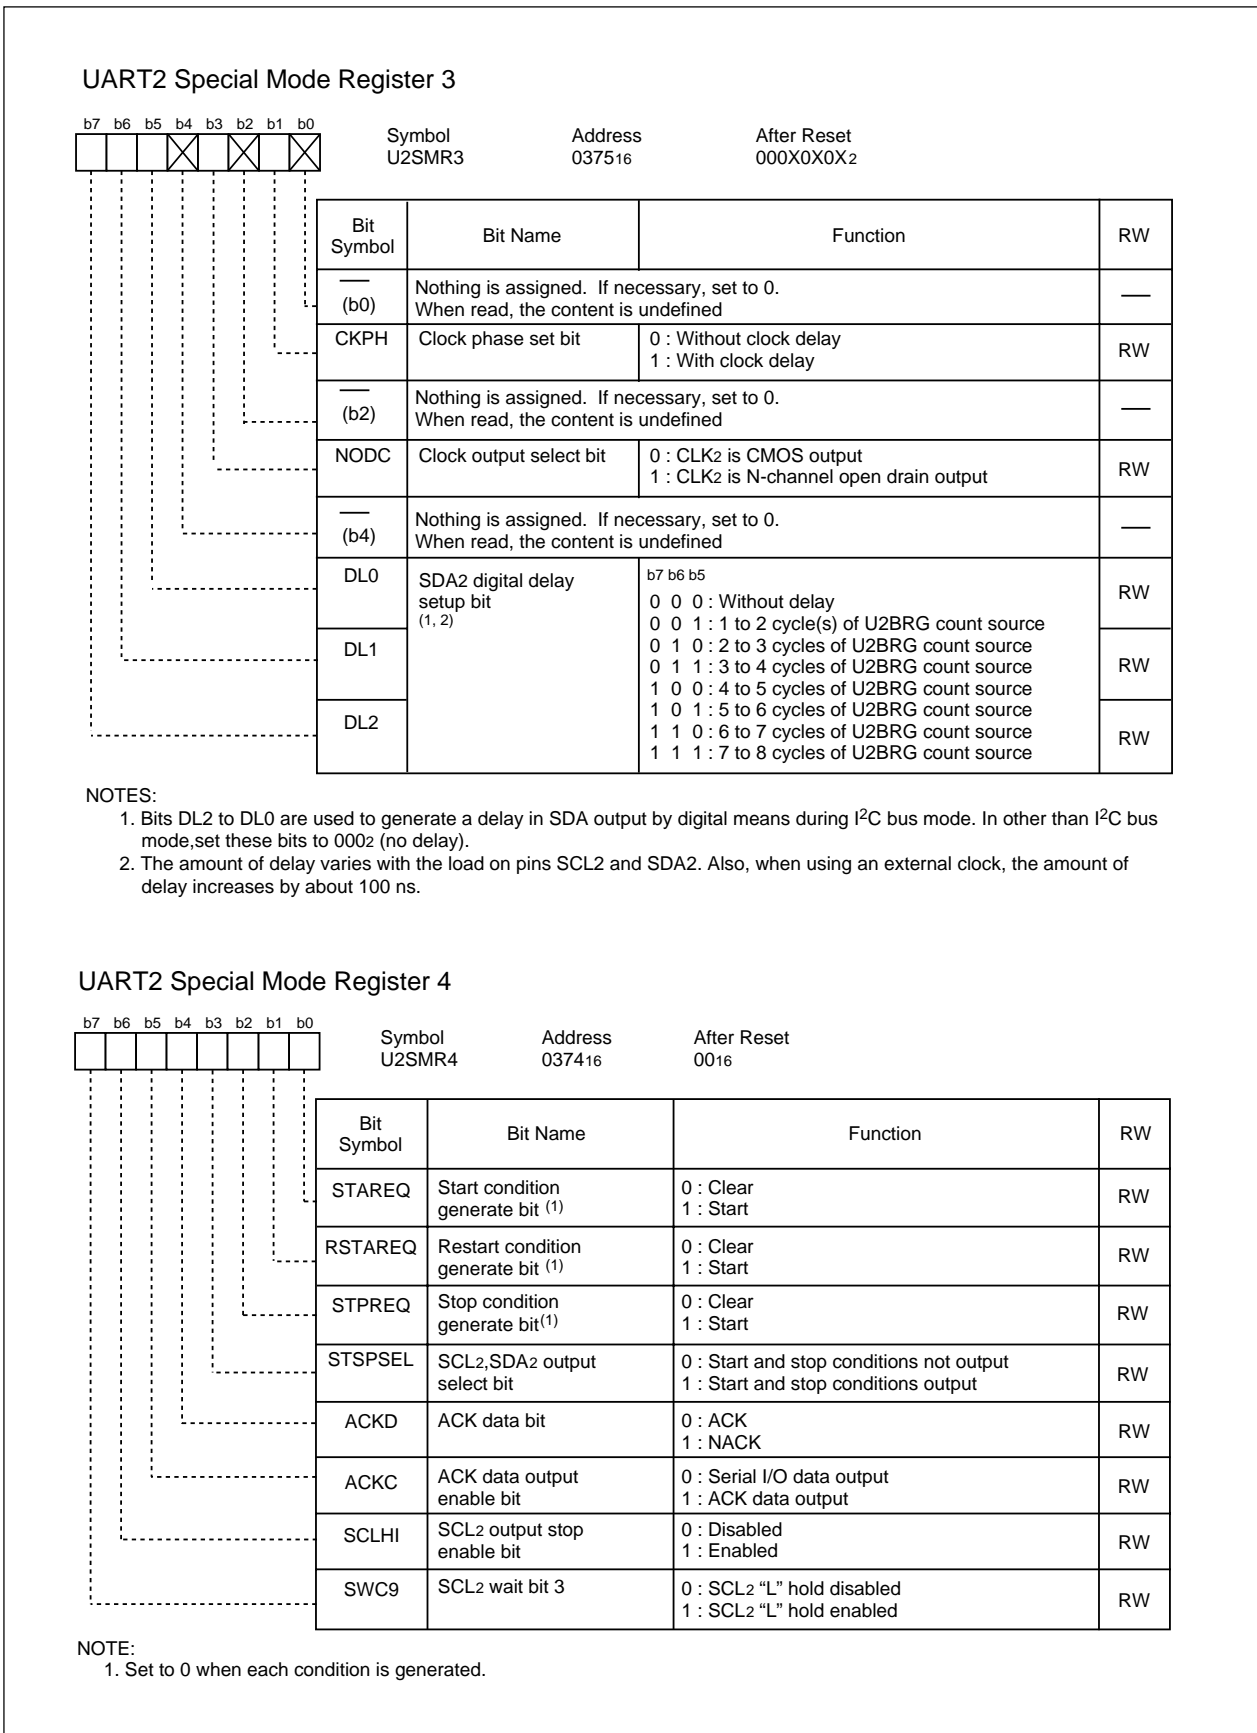 UART2 Special Mode Register 3
b7 b6 b5 b4 b3 b2 b1 b0
Symbol Address After Reset
U2SMR3 037516 000X0X0X2
Bit Symbol Bit Name Function RW
(b0) Nothing is assigned. If necessary, set to 0.
When read, the content is undefined
CKPH Clock phase set bit 0 : Without clock delay RW
1 : With clock delay
(b2) Nothing is assigned. If necessary, set to 0.
When read, the content is undefined
NODC Clock output select bit 0 : CLK2 is CMOS output RW
1 : CLK2 is N-channel open drain output
(b4) Nothing is assigned. If necessary, set to 0.
When read, the content is undefined
DL0 SDA2 digital delay b7 b6 b5 RW
setup bit 0 0 0 : Without delay
(1, 2) 0 0 1 : 1 to 2 cycle(s) of U2BRG count source
DL1 0 1 0 : 2 to 3 cycles of U2BRG count source RW
0 1 1 : 3 to 4 cycles of U2BRG count source
1 0 0 : 4 to 5 cycles of U2BRG count source
1 0 1 : 5 to 6 cycles of U2BRG count source
DL2 1 1 0 : 6 to 7 cycles of U2BRG count source RW
1 1 1 : 7 to 8 cycles of U2BRG count source
NOTES:
1. Bits DL2 to DL0 are used to generate a delay in SDA output by digital means during I2C bus mode. In other than I2C bus
mode,set these bits to 0002 (no delay).
2. The amount of delay varies with the load on pins SCL2 and SDA2. Also, when using an external clock, the amount of
delay increases by about 100 ns.
UART2 Special Mode Register 4
b7 b6 b5 b4 b3 b2 b1 b0
Symbol Address After Reset
U2SMR4 037416 0016
Bit Symbol Bit Name Function RW
STAREQ Start condition 0 : Clear RW
generate bit (1) 1 : Start
RSTAREQ Restart condition 0 : Clear RW
generate bit (1) 1 : Start
STPREQ Stop condition 0 : Clear RW
generate bit(1) 1 : Start
STSPSEL SCL2,SDA2 output 0 : Start and stop conditions not output RW
select bit 1 : Start and stop conditions output
ACKD ACK data bit 0 : ACK RW
1 : NACK
ACKC ACK data output 0 : Serial I/O data output RW
enable bit 1 : ACK data output
SCLHI SCL2 output stop 0 : Disabled RW
enable bit 1 : Enabled
SWC9 SCL2 wait bit 3 0 : SCL2 “L” hold disabled RW
1 : SCL2 “L” hold enabled
NOTE:
1. Set to 0 when each condition is generated.